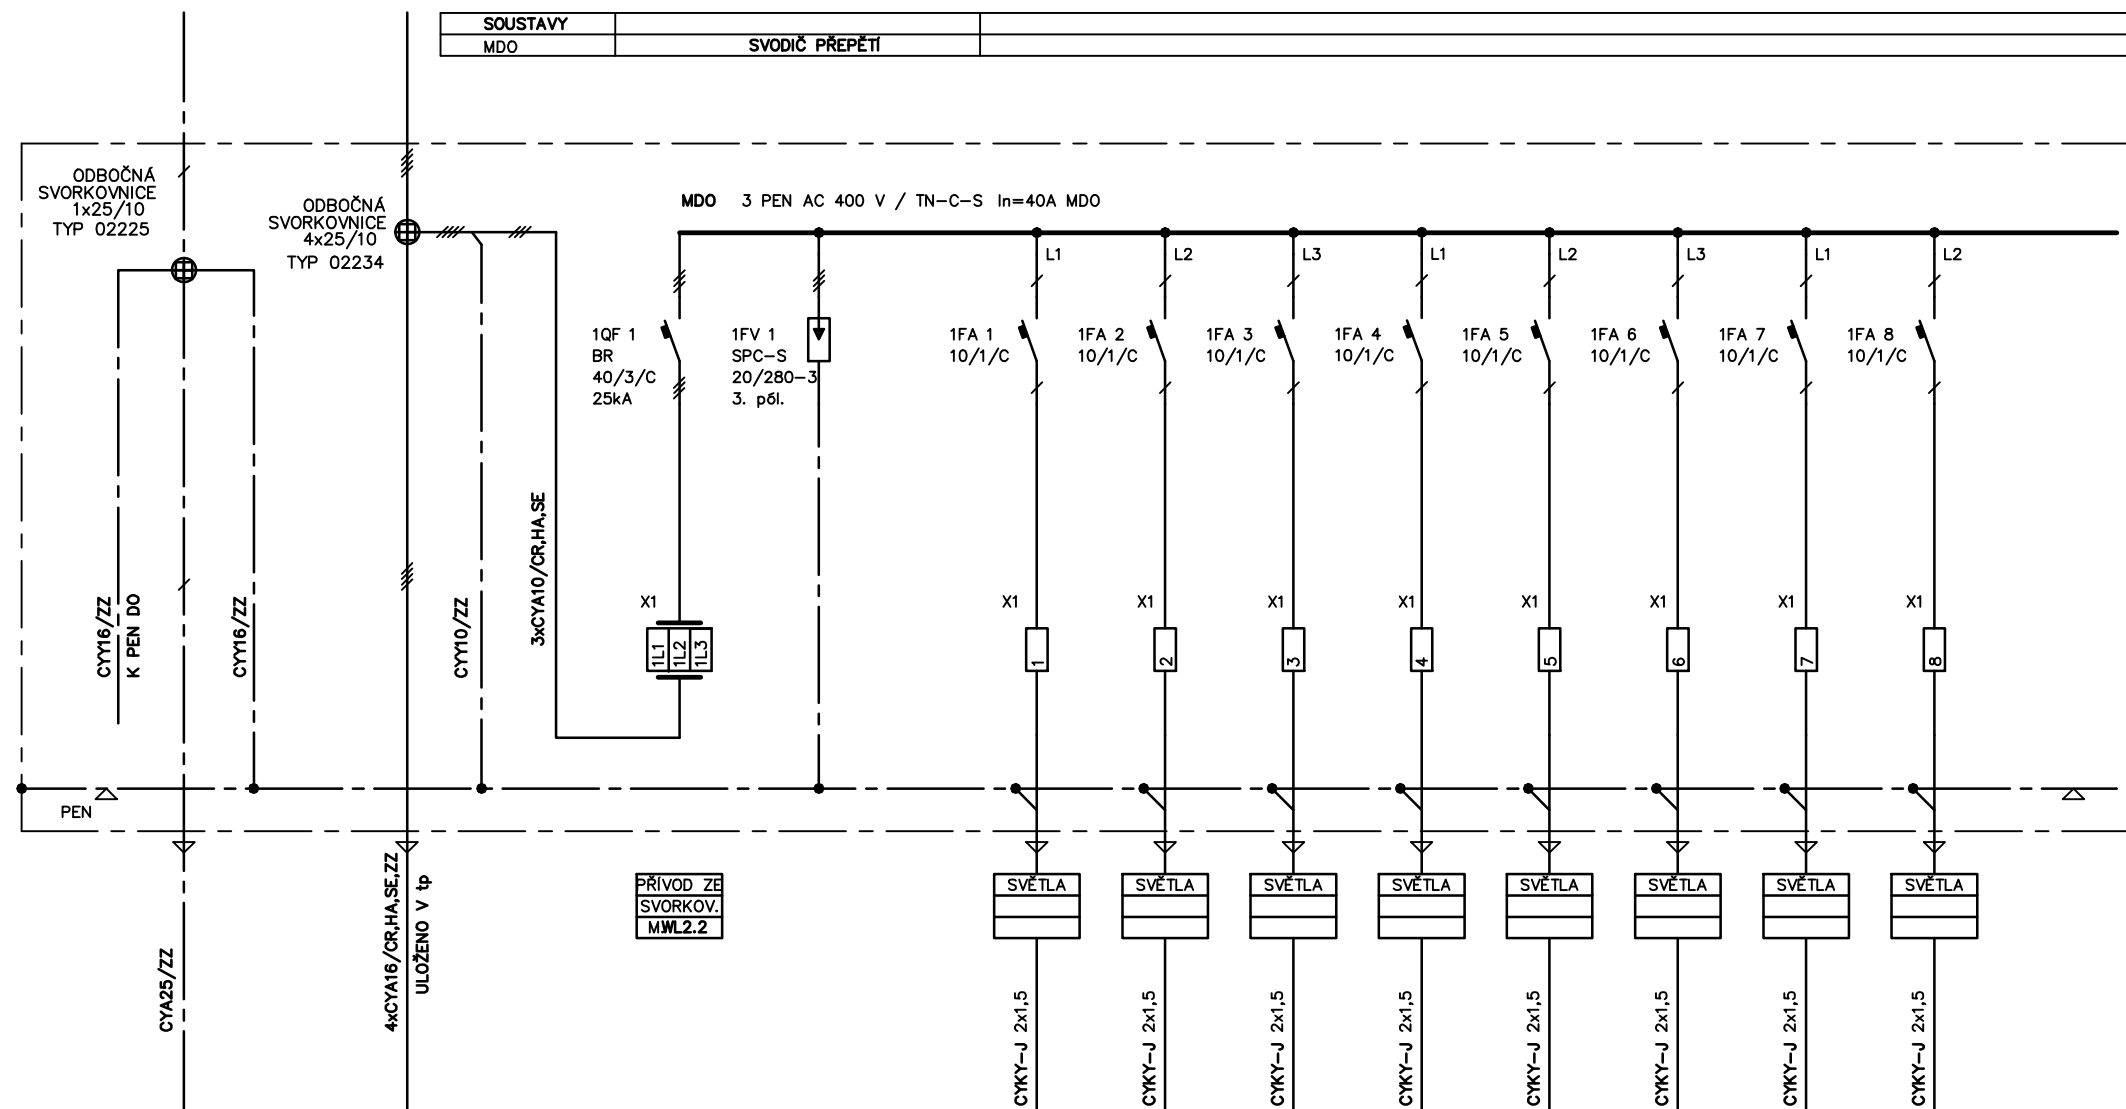 SOUSTAVY
MDO
SVODIČ PŘEPĚTÍ
ODBOČNÁ
SVORKOVNICE
1x25/10
TYP 02225
ODBOČNÁ
SVORKOVNICE
4x25/10
TYP 02234
MDO 3 PEN AC 400 V / TN-C-S In=40A MDO
L1
L2
L3
L1
L2
L3
L1
L2
1QF 1
BR
40/3/C
25kA
1FV 1
SPC-S
20/280-3
3. pól.
1FA 1
10/1/C
1FA 2
10/1/C
1FA 3
10/1/C
1FA 4
10/1/C
1FA 5
10/1/C
1FA 6
10/1/C
1FA 7
10/1/C
1FA 8
10/1/C
CYY16/ZZ
K PEN DO
CYY16/ZZ
CYY10/ZZ
3xCYA10/CR,HA,SE
X1
1L1
1L2
1L3
X1
1
X1
2
X1
3
X1
4
X1
5
X1
6
X1
7
X1
8
PEN
CYA25/ZZ
4xCYA16/CR,HA,SE,ZZ
ULOŽENO V tp
PŘÍVOD ZE
SVORKOV.
MWL2.2
SVĚTLA
SVĚTLA
SVĚTLA
SVĚTLA
SVĚTLA
SVĚTLA
SVĚTLA
SVĚTLA
CYKY-J 2x1,5
CYKY-J 2x1,5
CYKY-J 2x1,5
CYKY-J 2x1,5
CYKY-J 2x1,5
CYKY-J 2x1,5
CYKY-J 2x1,5
CYKY-J 2x1,5